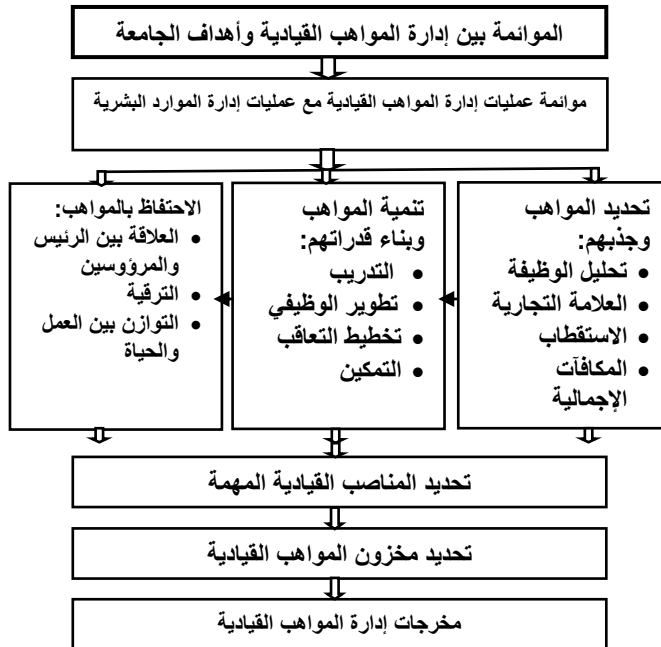 الموائمة بين إدارة المواهب القيادية وأهداف الجامعة
موائمة عمليات إدارة المواهب القيادية مع عمليات إدارة الموارد البشرية
تحديد المواهب
وجذبهم:
• تحليل الوظيفة
• العلامة التجارية
• الاستقطاب
• المكافآت
الإجمالية
تنمية المواهب
وبناء قدراتهم:
• التدريب
• تطوير الوظيفي
• تخطيط التعاقب
• التمكين
الاحتفاظ بالمواهب:
• العلاقة بين الرئيس
والمرؤوسين
• الترقية
• التوازن بين العمل
والحياة
تحديد المناصب القيادية المهمة
تحديد مخزون المواهب القيادية
مخرجات إدارة المواهب القيادية